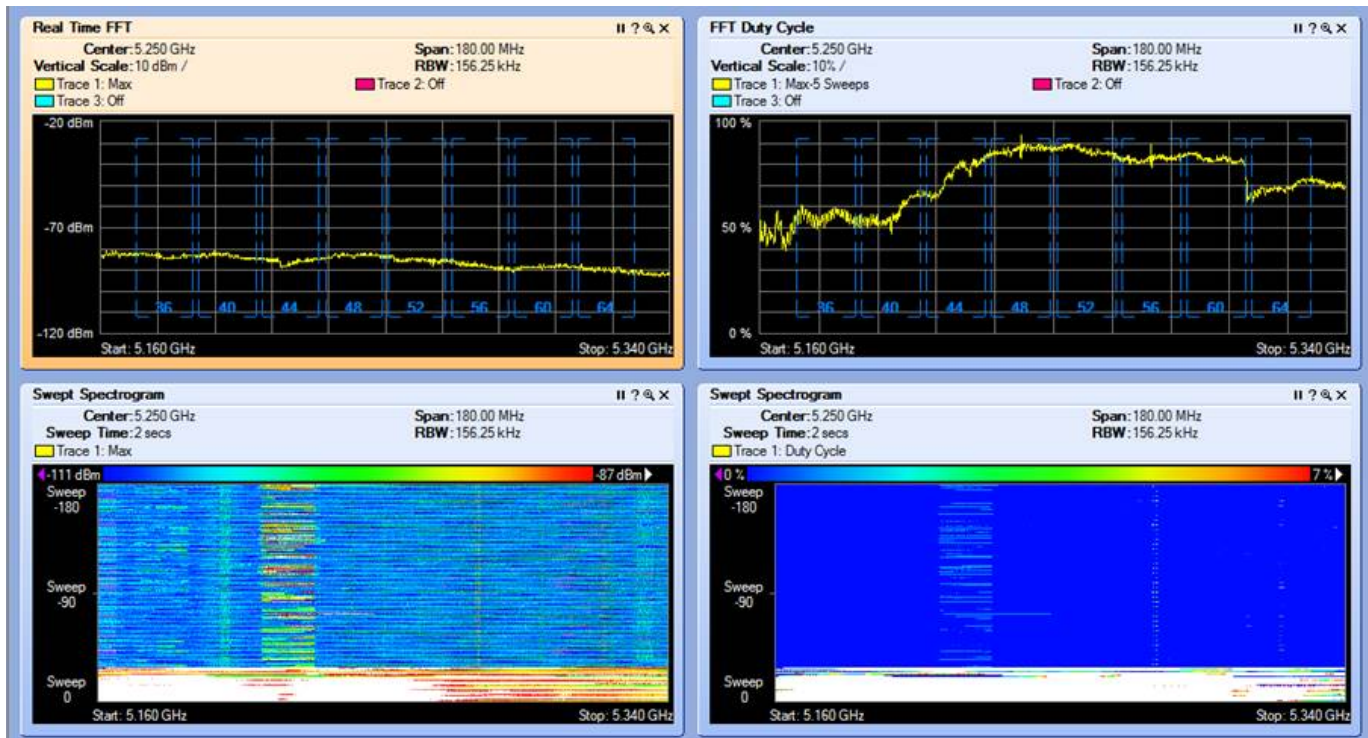 Real Time FFT
Center: 5.250 GHz Span: 180.00 MHz
Vertical Scale: 10 dBm / RBW: 156.25 kHz
Trace 1: Max Trace 2: Off
Trace 3: Off
-20 dBm
-70 dBm
36 40 44 48 52 56 60 64
-120 dBm
Start: 5.160 GHz Stop: 5.340 GHz
FFT Duty Cycle
Center: 5.250 GHz Span: 180.00 MHz
Vertical Scale: 10% / RBW: 156.25 kHz
Trace 1: Max-5 Sweeps Trace 2: Off
Trace 3: Off
100 %
50 %
36 40 44 48 52 56 60 64
0 %
Start: 5.160 GHz Stop: 5.340 GHz
Swept Spectrogram
Center: 5.250 GHz Span: 180.00 MHz
Sweep Time: 2 secs RBW: 156.25 kHz
Trace 1: Max
-111 dBm -87 dBm
Sweep
-180
Sweep
-90
Sweep
0
Start: 5.160 GHz Stop: 5.340 GHz
Swept Spectrogram
Center: 5.250 GHz Span: 180.00 MHz
Sweep Time: 2 secs RBW: 156.25 kHz
Trace 1: Duty Cycle
0 % 7 %
Sweep
-180
Sweep
-90
Sweep
0
Start: 5.160 GHz Stop: 5.340 GHz